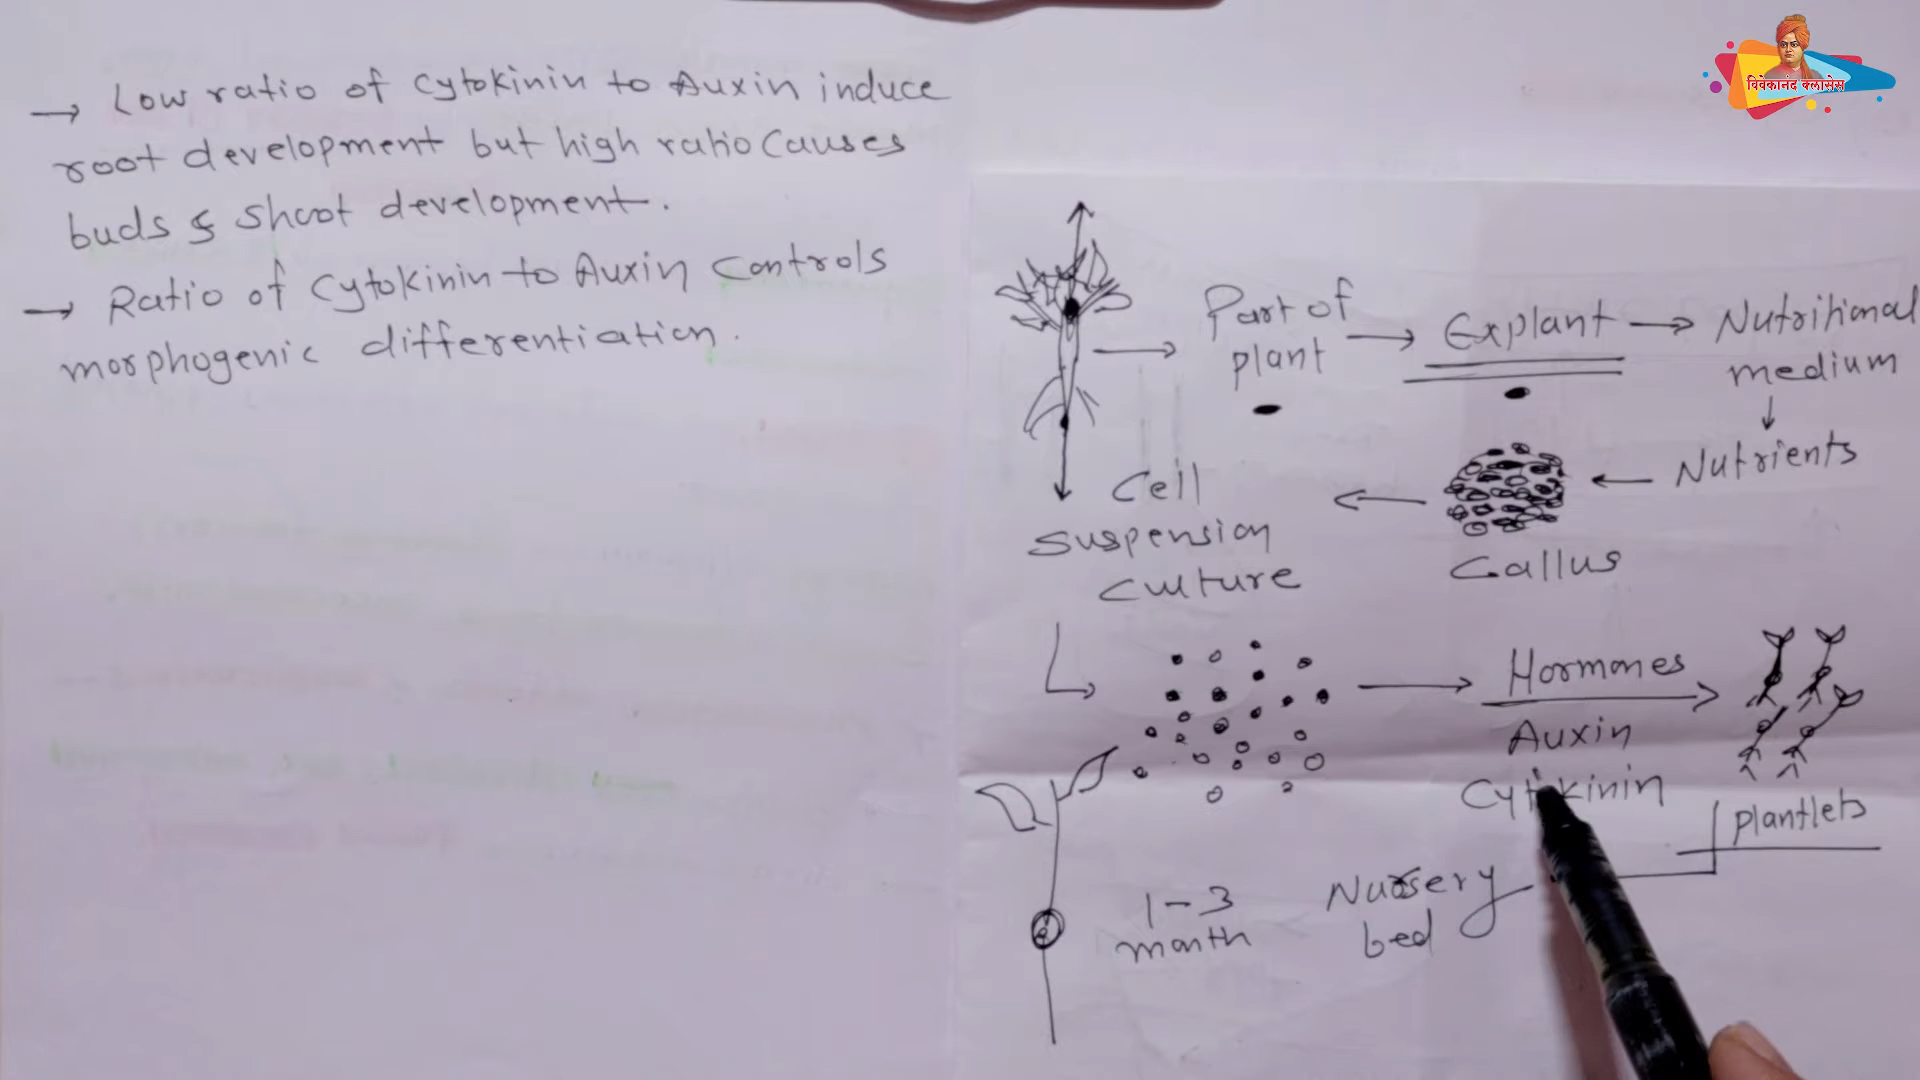 → Low ratio of cytokinin to Auxin induce
root development but high ratio causes
buds & shoot development.
→ Ratio of Cytokinin to Auxin controls
morphogenic differentiation.
विवेकानंद क्लासेस
Part of
plant
→ Explant → Nutritional
medium
↓
Nutrients
←
Callus
←
Cell
suspension
culture
→ Hormones
Auxin
Cytokinin
plantlets
Nursery
bed
1-3
month